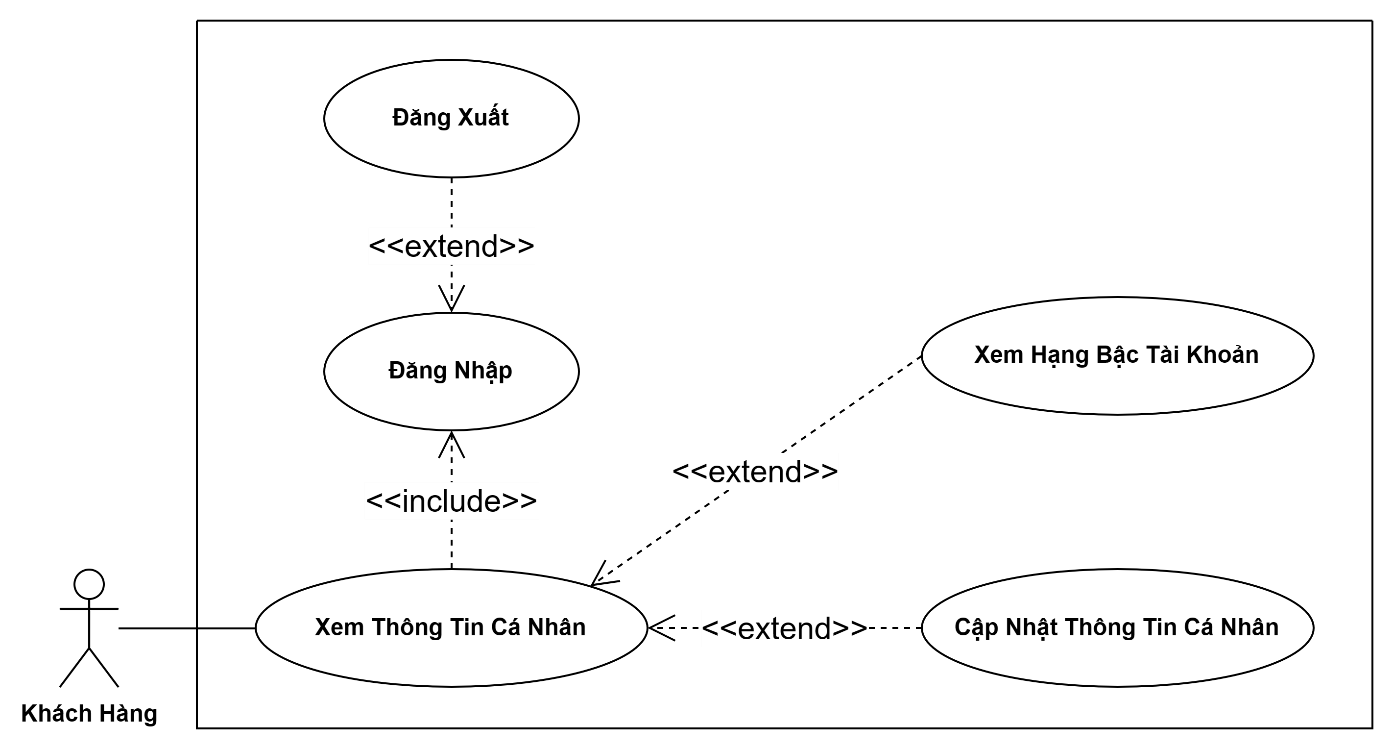 Đăng Xuất
<<extend>>
Đăng Nhập
Xem Hạng Bậc Tài Khoản
<<extend>>
<<include>>
Xem Thông Tin Cá Nhân
<<extend>>
Cập Nhật Thông Tin Cá Nhân
Khách Hàng